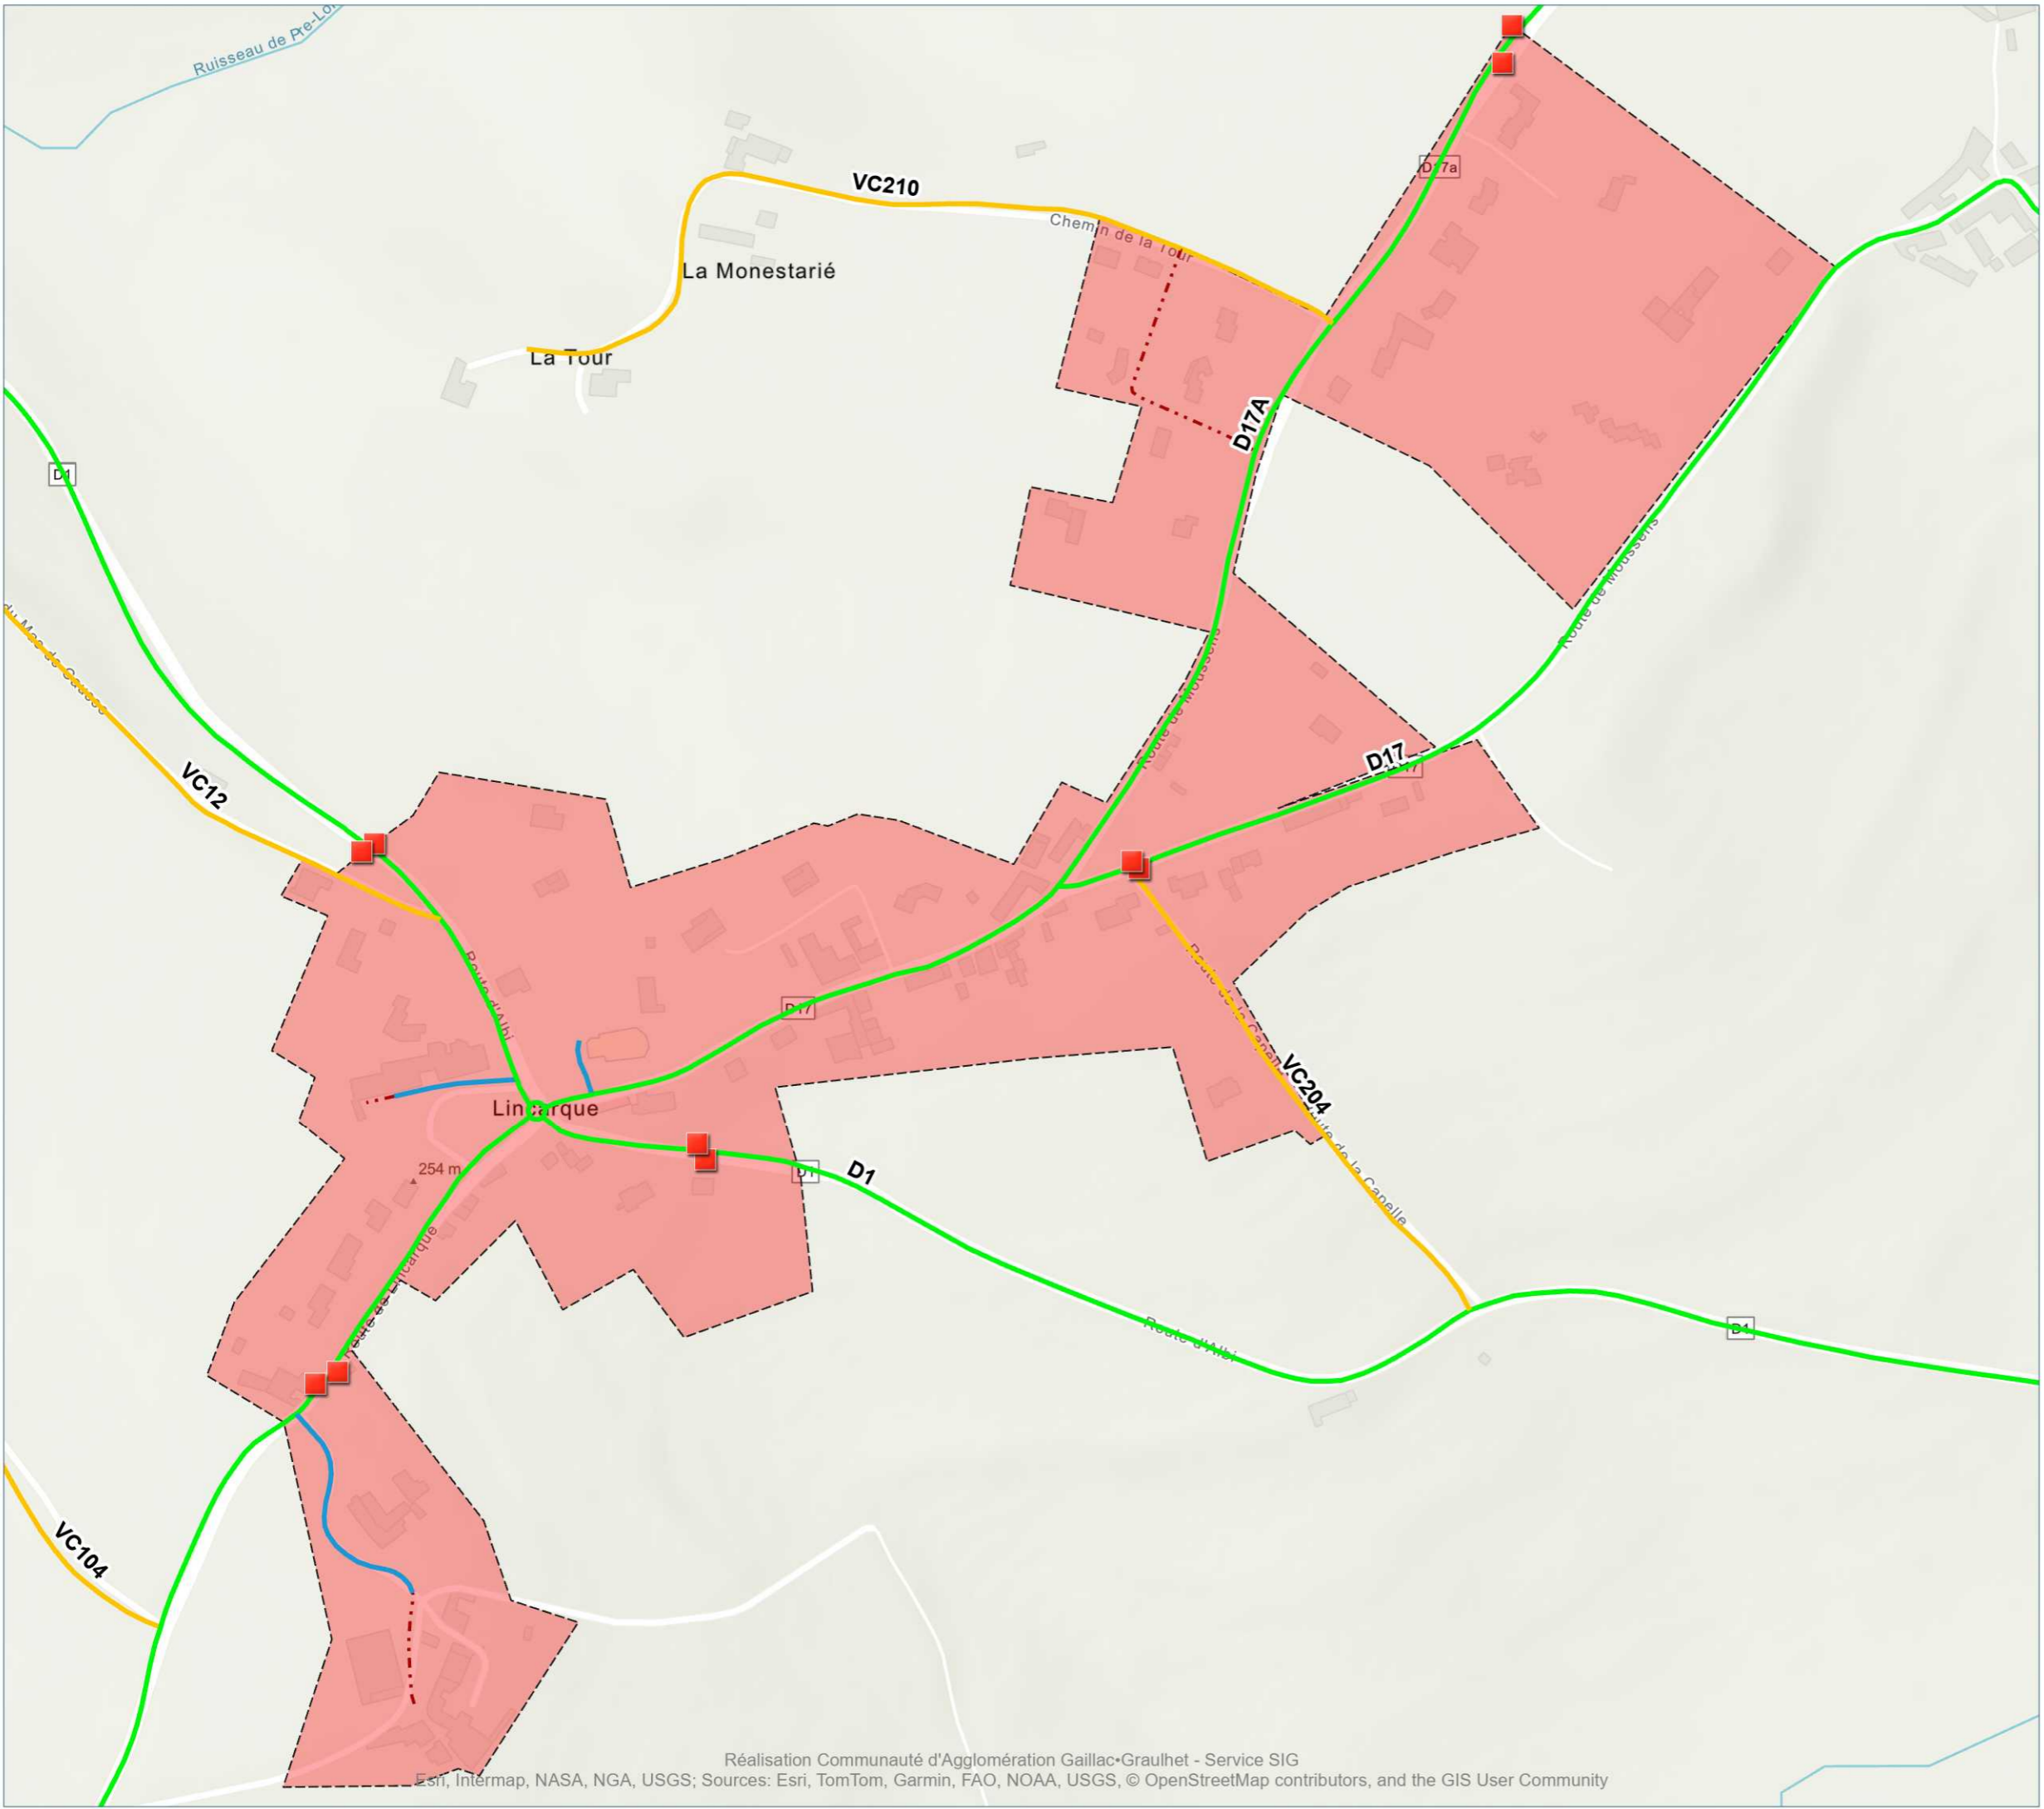 Ruisseau de Pre-Lo
VC210
Chemin de la Tour
D17a
La Monestarié
La Tour
D17A
D1
Route de Moussens
Route de Moussens
VC12
D17
Route d'Albi
Route de la Capelle
D17
VC204
Lincarque
254 m
D1
D1
Route de la Capelle
Route de Lincarque
Route d'Albi
D1
VC104
Réalisation Communauté d'Agglomération Gaillac•Graulhet - Service SIG
Esri, Intermap, NASA, NGA, USGS; Sources: Esri, TomTom, Garmin, FAO, NOAA, USGS, © OpenStreetMap contributors, and the GIS User Community